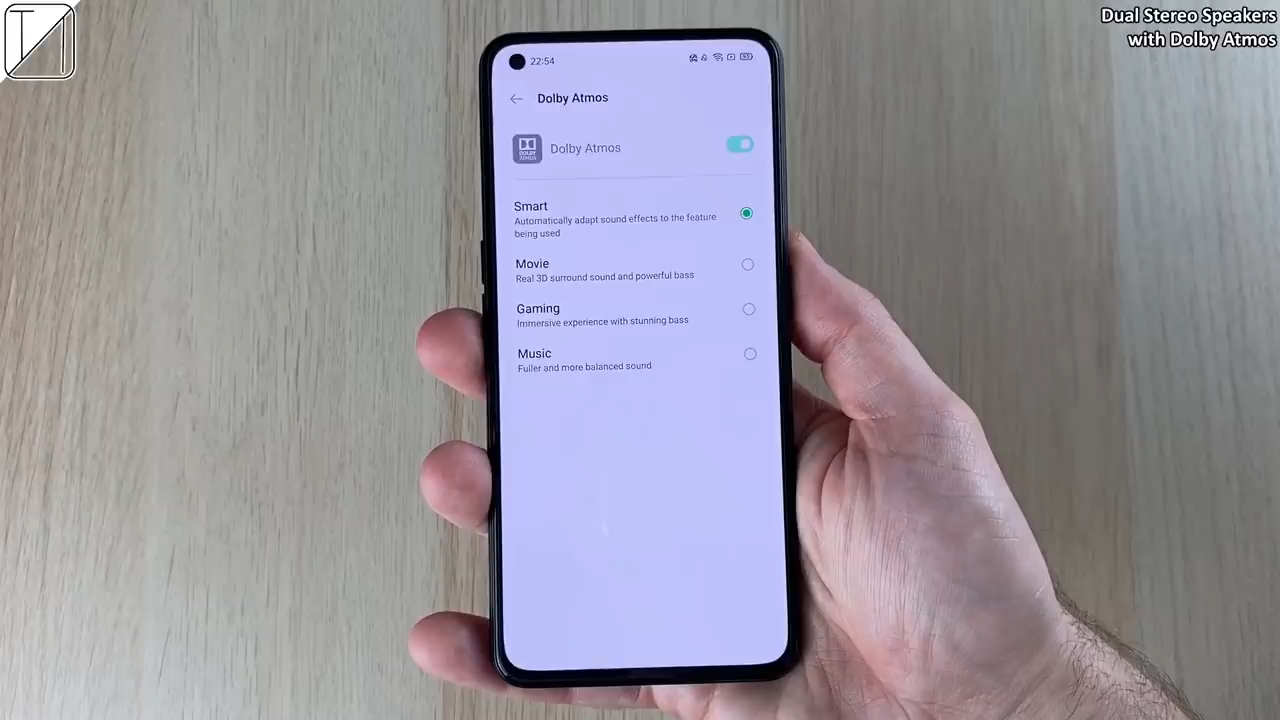 Dual Stereo Speakers
with Dolby Atmos
22:54
Dolby Atmos
DOLBY
ATMOS
Dolby Atmos
Smart
Automatically adapt sound effects to the feature
being used
Movie
Real 3D surround sound and powerful bass
Gaming
Immersive experience with stunning bass
Music
Fuller and more balanced sound